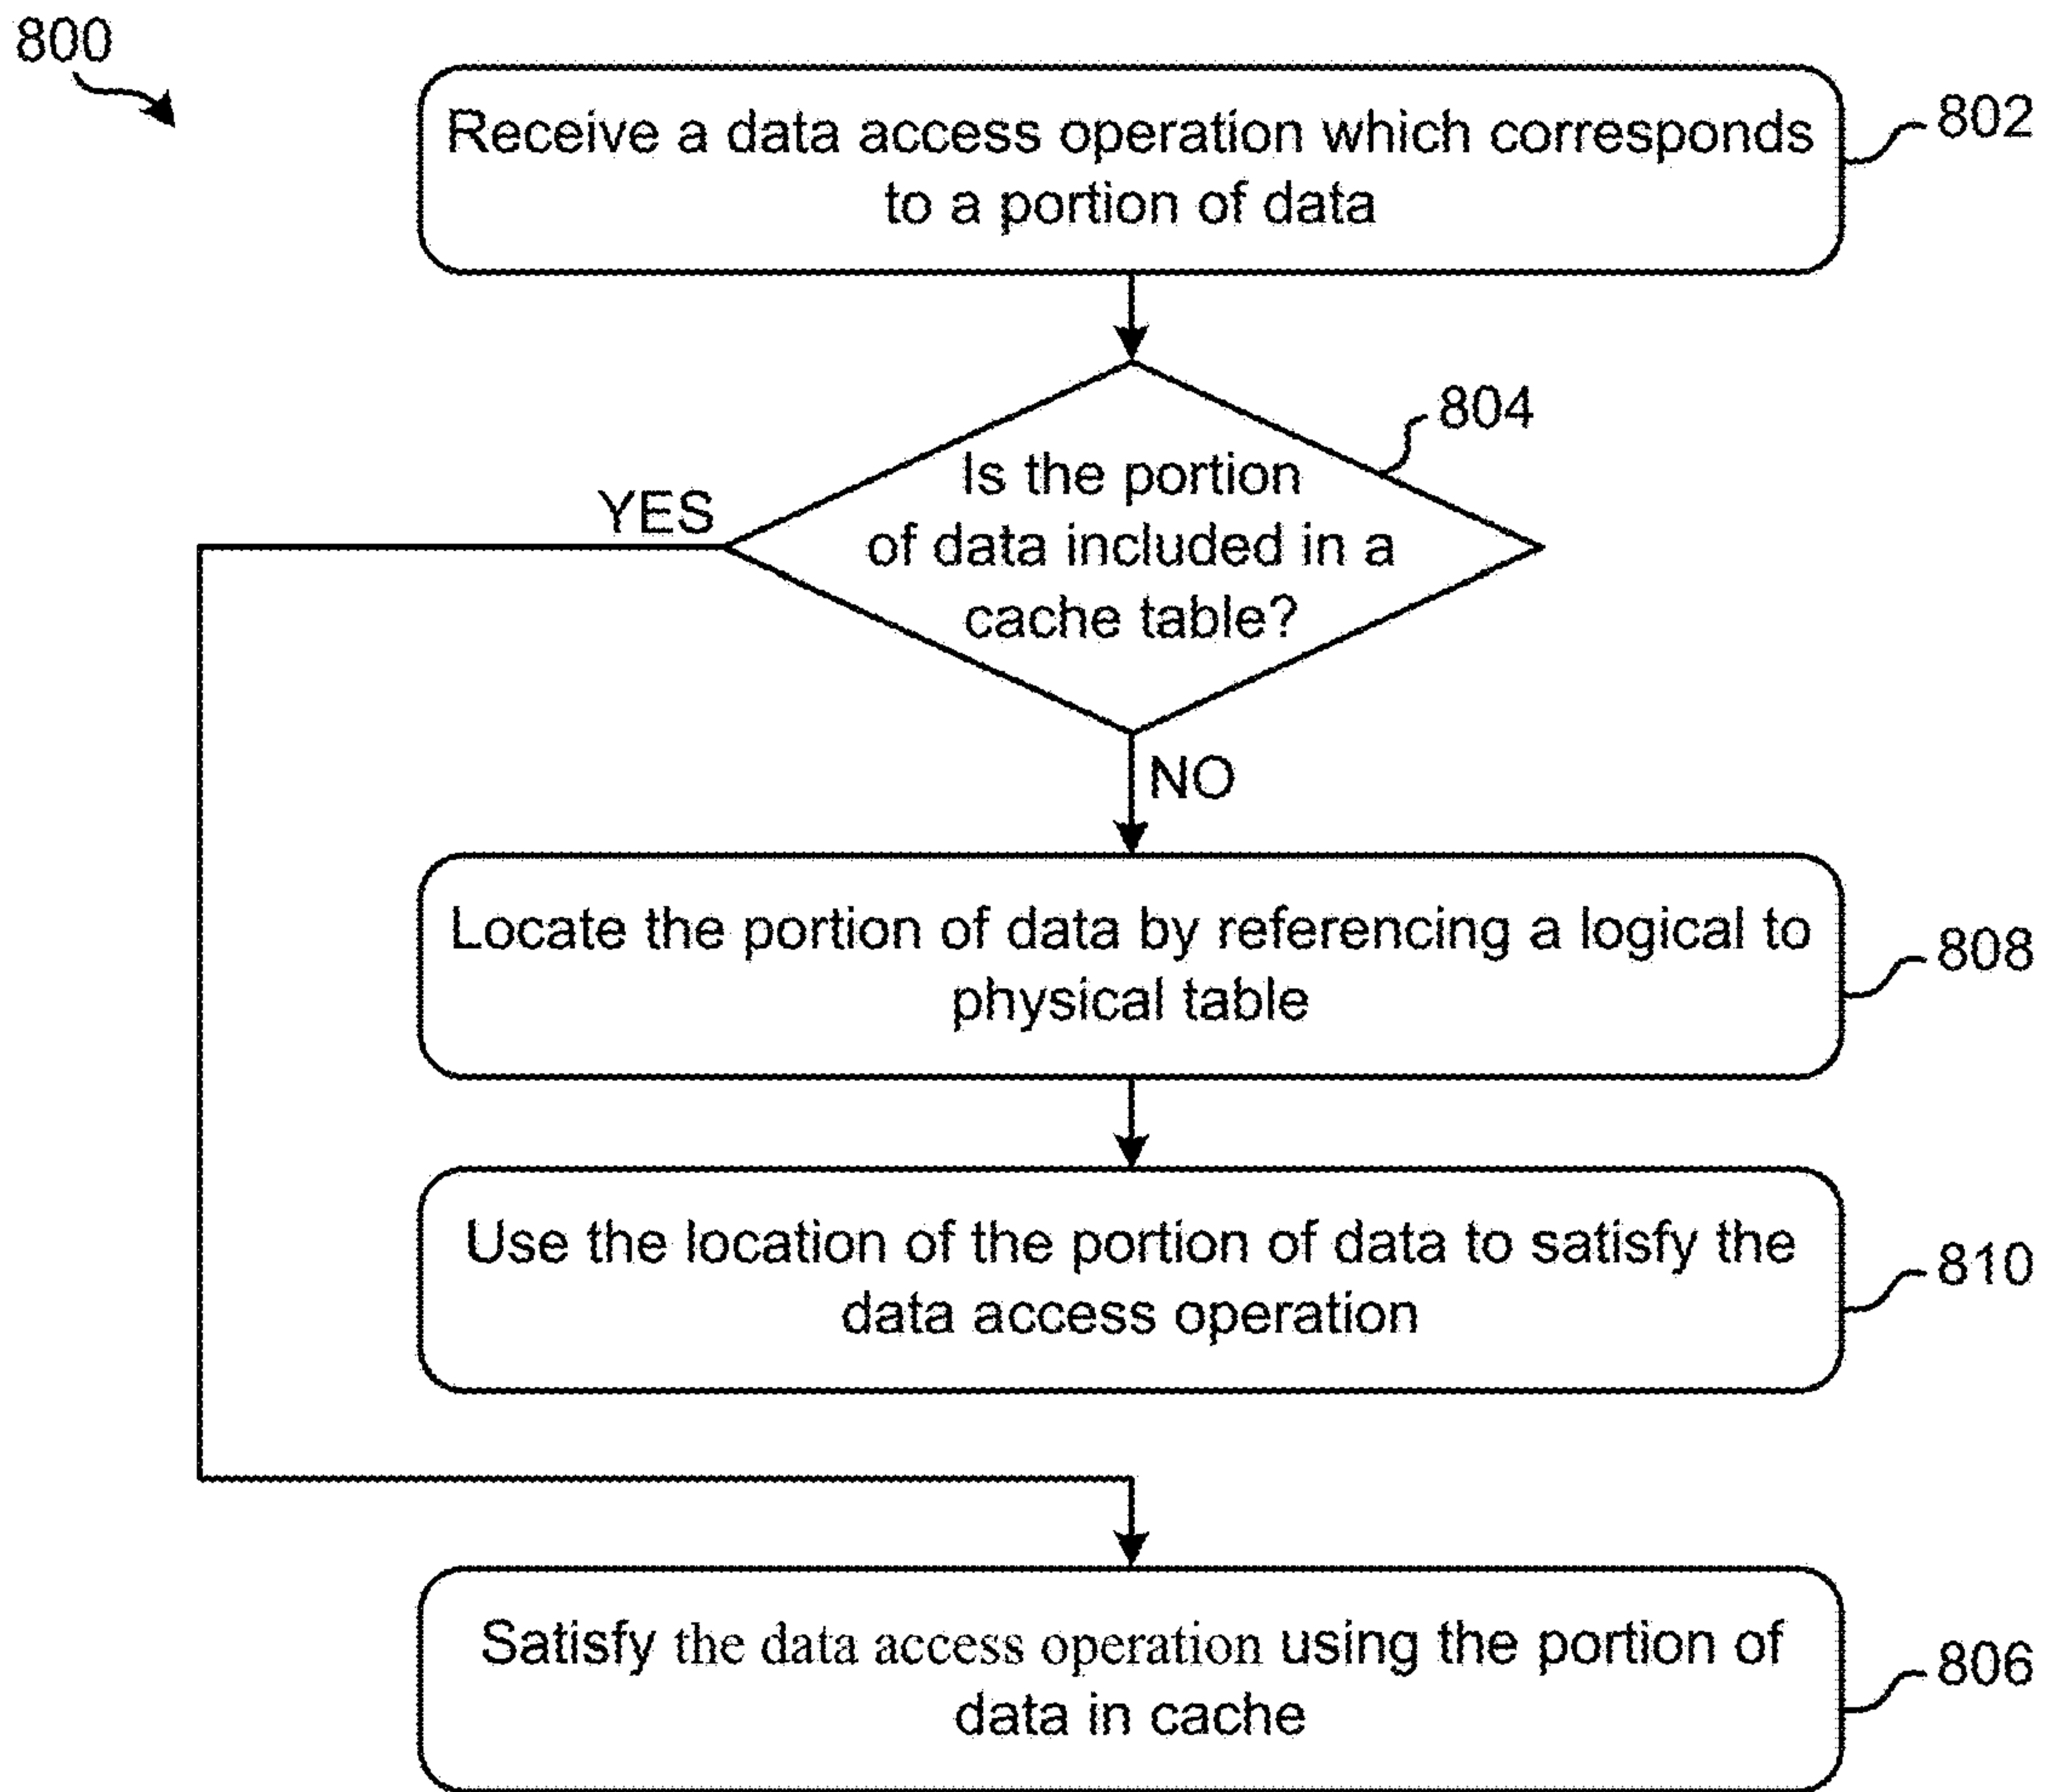 800
Receive a data access operation which corresponds
to a portion of data
802
804
Is the portion
of data included in a
cache table?
YES
NO
Locate the portion of data by referencing a logical to
physical table
808
Use the location of the portion of data to satisfy the
data access operation
810
Satisfy the data access operation using the portion of
data in cache
806